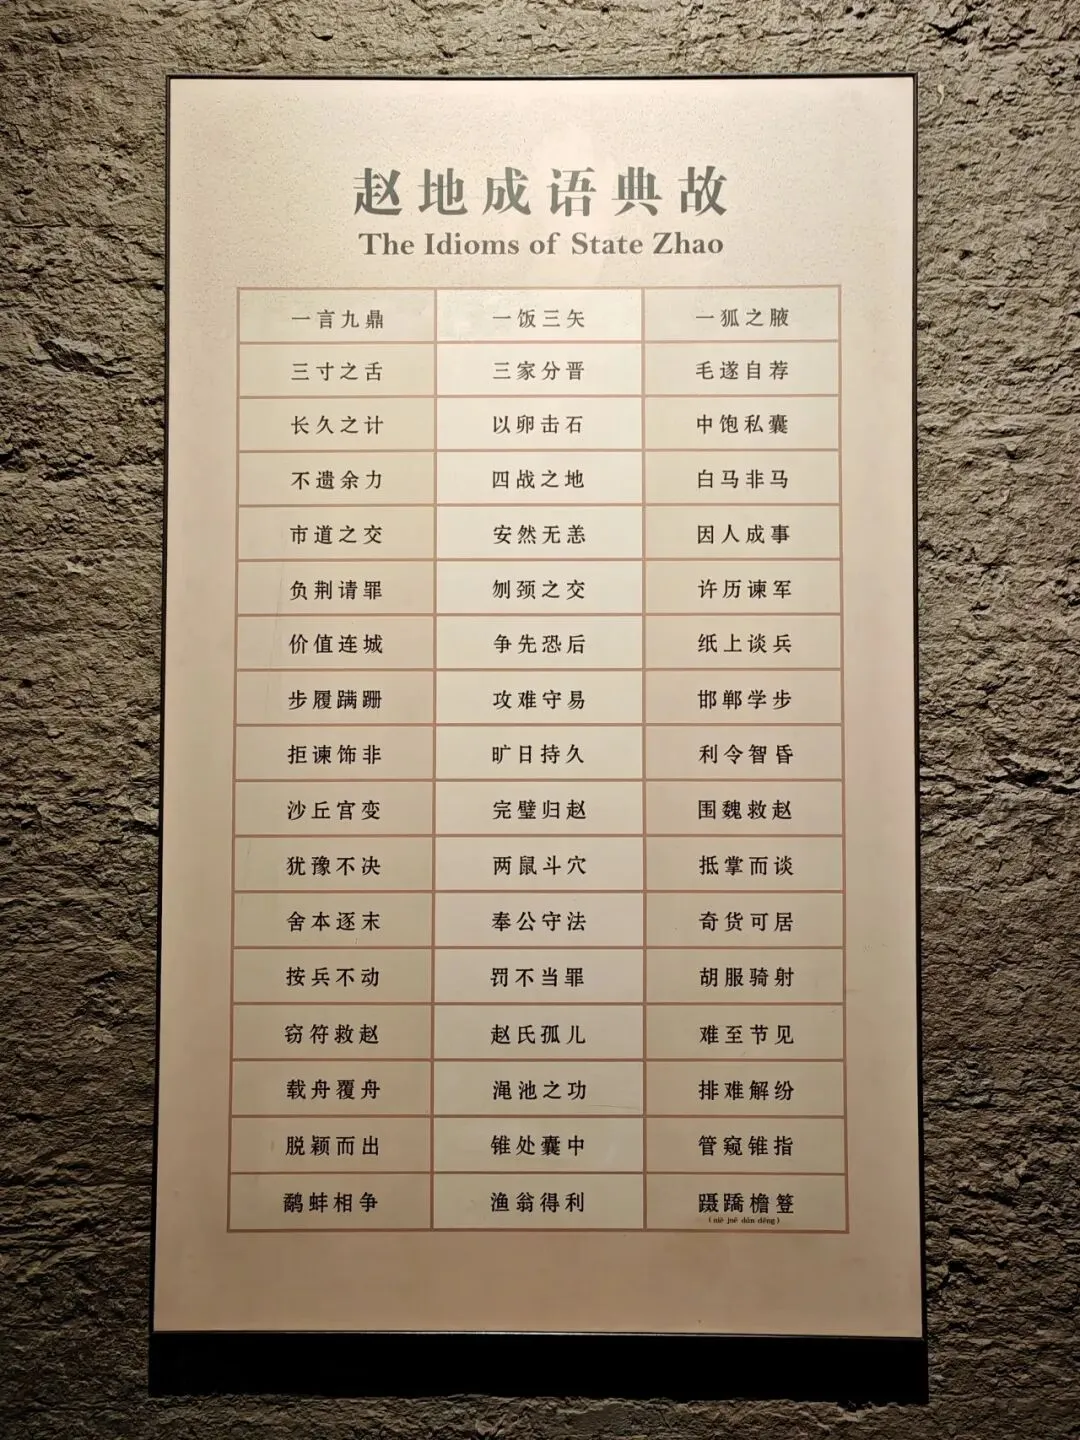 赵地成语典故
The Idioms of State Zhao
一言九鼎 一饭三矢 一狐之腋
三寸之舌 三家分晋 毛遂自荐
长久之计 以卵击石 中饱私囊
不遗余力 四战之地 白马非马
市道之交 安然无恙 因人成事
负荆请罪 刎颈之交 许历谏军
价值连城 争先恐后 纸上谈兵
步履蹒跚 攻难守易 邯郸学步
拒谏饰非 旷日持久 利令智昏
沙丘宫变 完璧归赵 围魏救赵
犹豫不决 两鼠斗穴 抵掌而谈
舍本逐末 奉公守法 奇货可居
按兵不动 罚不当罪 胡服骑射
窃符救赵 赵氏孤儿 难至节见
载舟覆舟 渑池之功 排难解纷
脱颖而出 锥处囊中 管窥锥指
鹬蚌相争 渔翁得利 蹑蹻檐簦
(niè juē dān dēng)